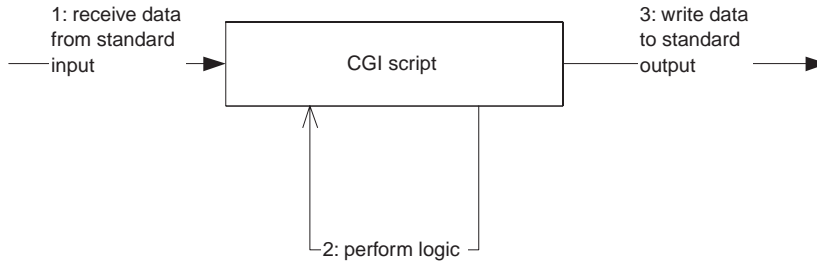 1: receive data
from standard
input
CGI script
3: write data
to standard
output
2: perform logic